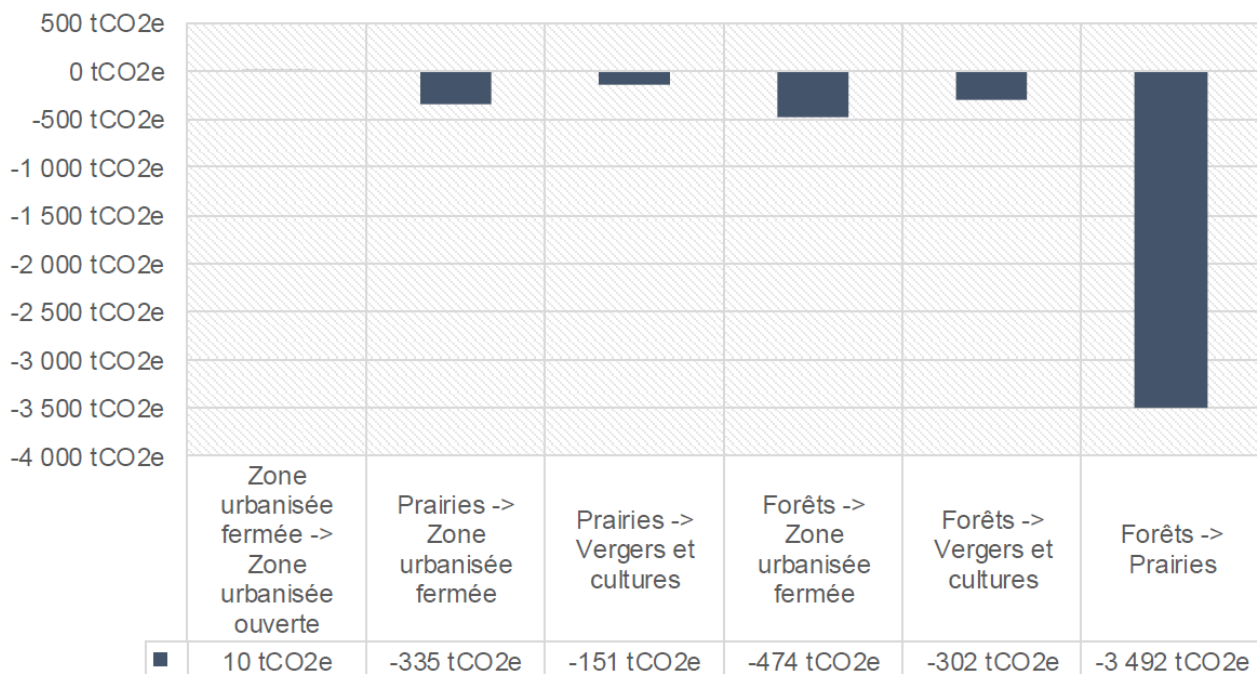 500 tCO2e
0 tCO2e
-500 tCO2e
-1 000 tCO2e
-1 500 tCO2e
-2 000 tCO2e
-2 500 tCO2e
-3 000 tCO2e
-3 500 tCO2e
-4 000 tCO2e
Zone
urbanisée
fermée ->
Zone
urbanisée
ouverte
Prairies ->
Zone
urbanisée
fermée
Prairies ->
Vergers et
cultures
Forêts ->
Zone
urbanisée
fermée
Forêts ->
Vergers et
cultures
Forêts ->
Prairies
10 tCO2e
-335 tCO2e
-151 tCO2e
-474 tCO2e
-302 tCO2e
-3 492 tCO2e